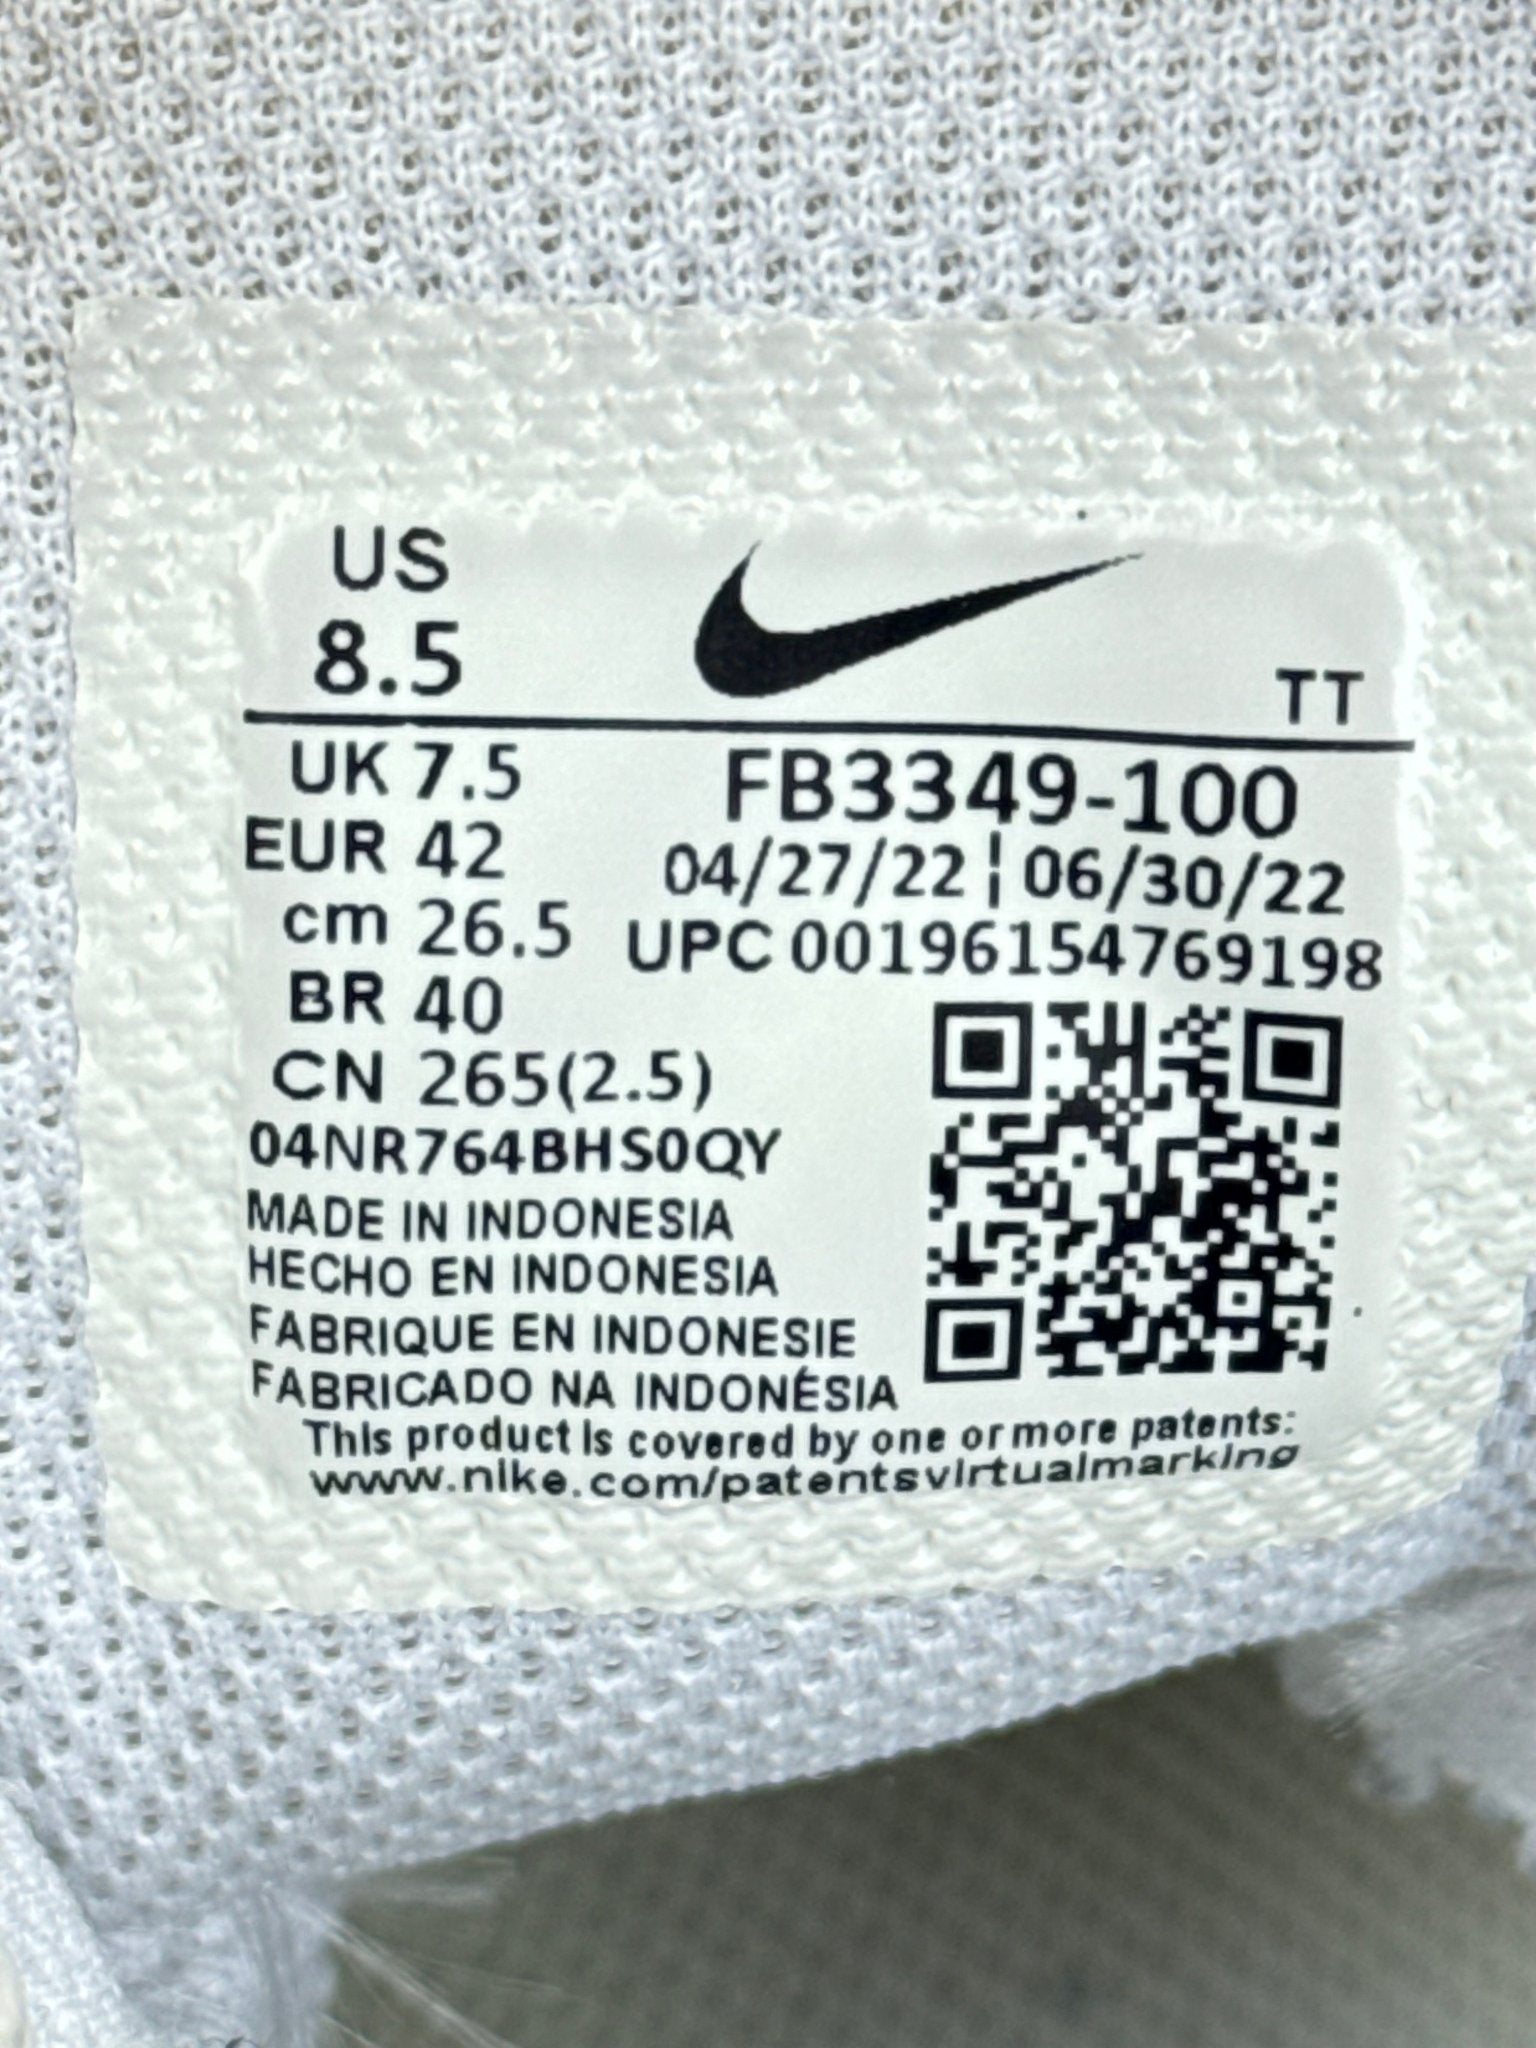 US
8.5
TT
UK 7.5
EUR 42
cm 26.5
BR 40
CN 265(2.5)
FB3349-100
04/27/22 ¦ 06/30/22
UPC 00196154769198
04NR764BHS0QY
MADE IN INDONESIA
HECHO EN INDONESIA
FABRIQUE EN INDONESIE
FABRICADO NA INDONÉSIA
This product is covered by one or more patents:
www.nike.com/patentsvirtualmarking